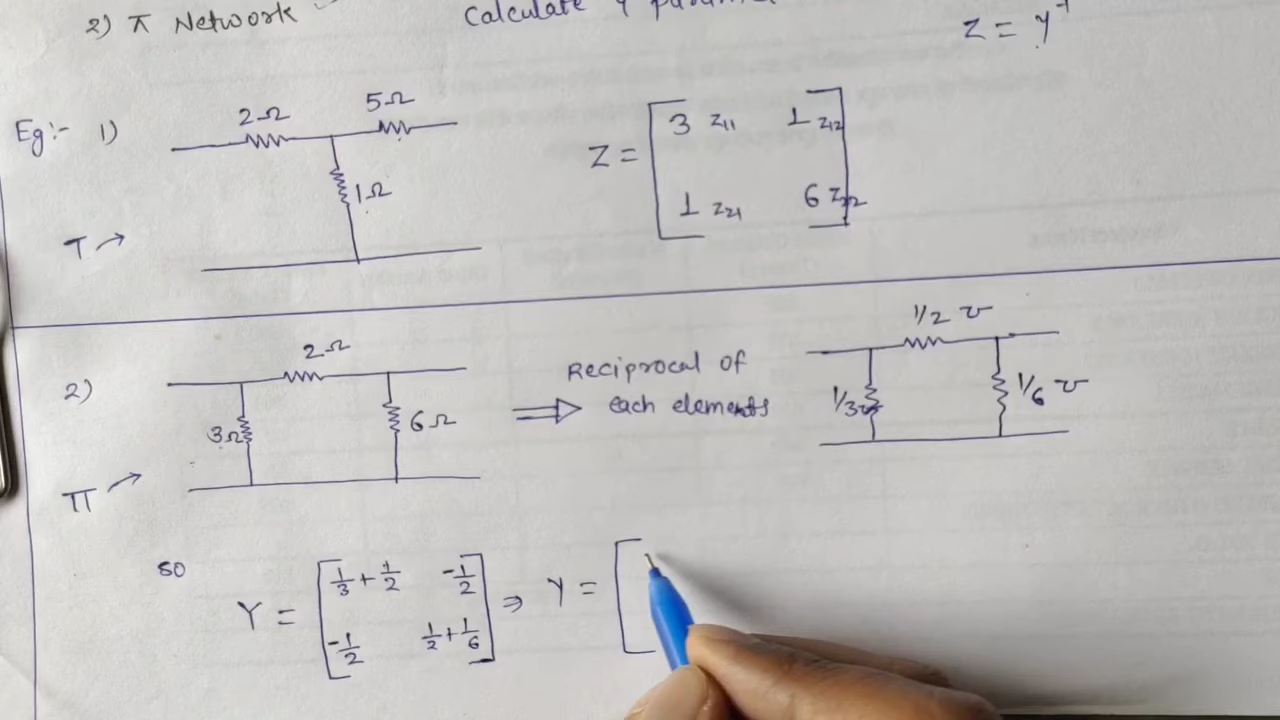 2) π Network
Calculate Y parame
Z = Y⁻¹
Eg:- 1)
2Ω
5Ω
1Ω
T →
Z = [ 3 Z11 1 Z12
1 Z21 6 Z22 ]
2)
2Ω
3Ω
6Ω
π →
⇒ Reciprocal of
each elements
1/2 ʊ
1/3 ʊ
1/6 ʊ
so
Y = [ 1/3 + 1/2 -1/2
-1/2 1/2 + 1/6 ] ⇒ Y = [